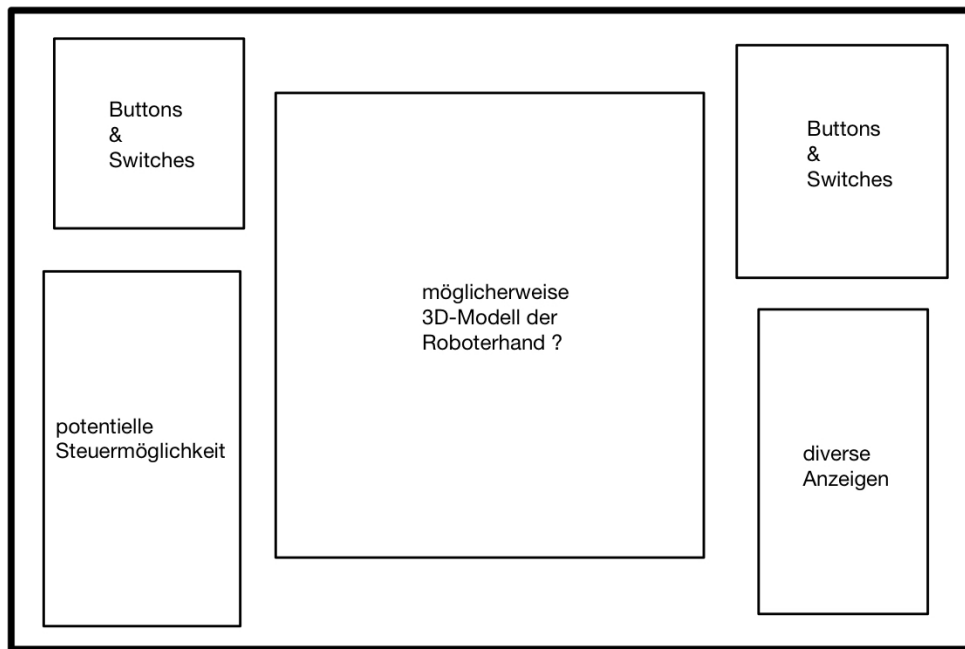 Buttons
&
Switches
Buttons
&
Switches
möglicherweise
3D-Modell der
Roboterhand ?
potentielle
Steuermöglichkeit
diverse
Anzeigen